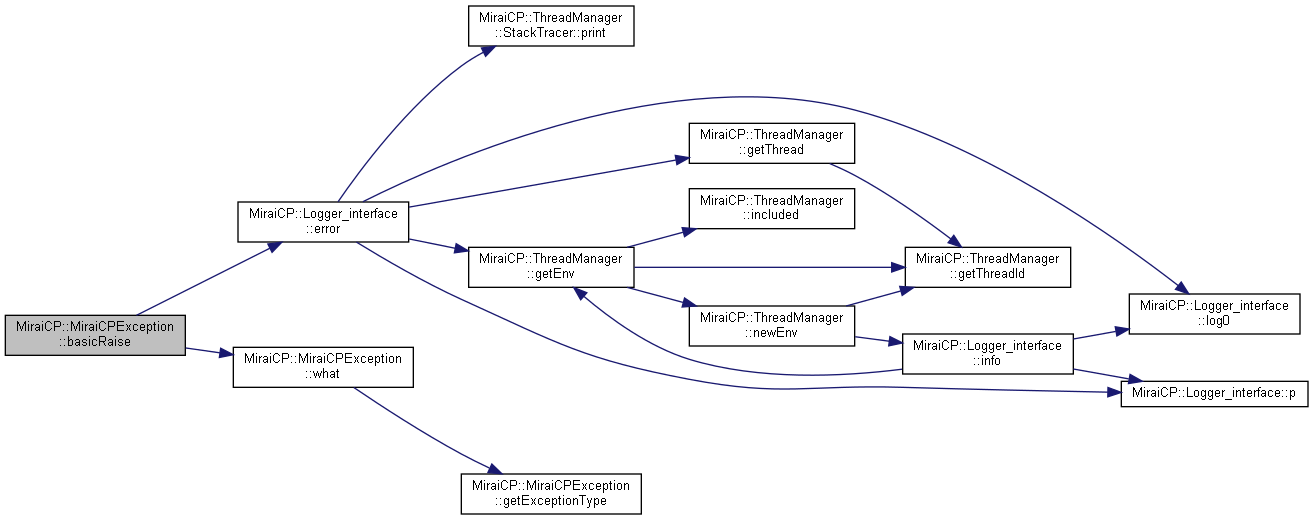 MiraiCP::ThreadManager
::StackTracer::print
MiraiCP::ThreadManager
::getThread
MiraiCP::ThreadManager
::included
MiraiCP::Logger_interface
::error
MiraiCP::ThreadManager
::getEnv
MiraiCP::ThreadManager
::getThreadId
MiraiCP::Logger_interface
::log0
MiraiCP::ThreadManager
::newEnv
MiraiCP::MiraiCPException
::basicRaise
MiraiCP::Logger_interface
::info
MiraiCP::MiraiCPException
::what
MiraiCP::Logger_interface::p
MiraiCP::MiraiCPException
::getExceptionType